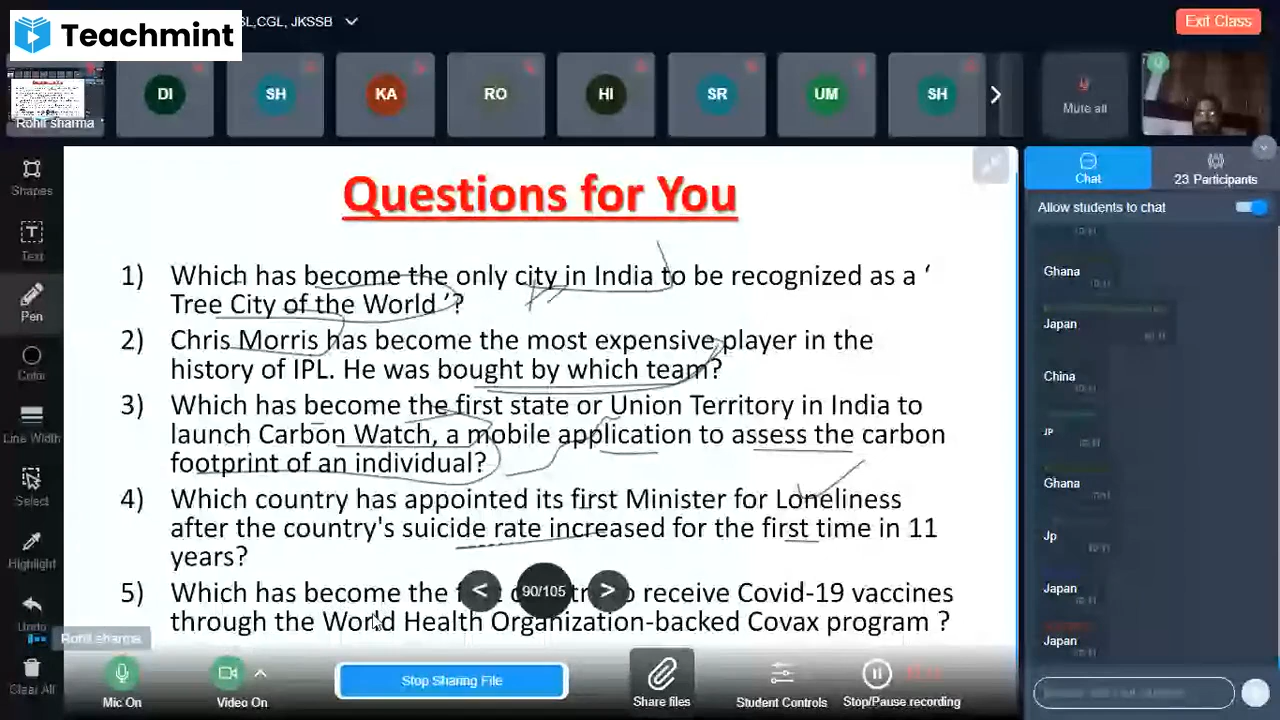 SL,CGL, JKSSB
Exit Class
Teachmint
DI
SH
KA
RO
HI
SR
UM
SH
Mute all
Rohit sharma
Shapes
Text
Pen
Color
Line Width
Select
Highlight
Undo
Clear All
Questions for You
1) Which has become the only city in India to be recognized as a ‘
Tree City of the World ’?
2) Chris Morris has become the most expensive player in the
history of IPL. He was bought by which team?
3) Which has become the first state or Union Territory in India to
launch Carbon Watch, a mobile application to assess the carbon
footprint of an individual?
4) Which country has appointed its first Minister for Loneliness
after the country's suicide rate increased for the first time in 11
years?
5) Which has become the receive Covid-19 vaccines
through the World Health Organization-backed Covax program ?
< 90/105 >
Chat
23 Participants
Allow students to chat
Ghana
Japan
China
JP
Ghana
Jp
Japan
Japan
Rohit sharma
Mic On
Video On
Stop Sharing File
Share files
Student Controls
Stop/Pause recording